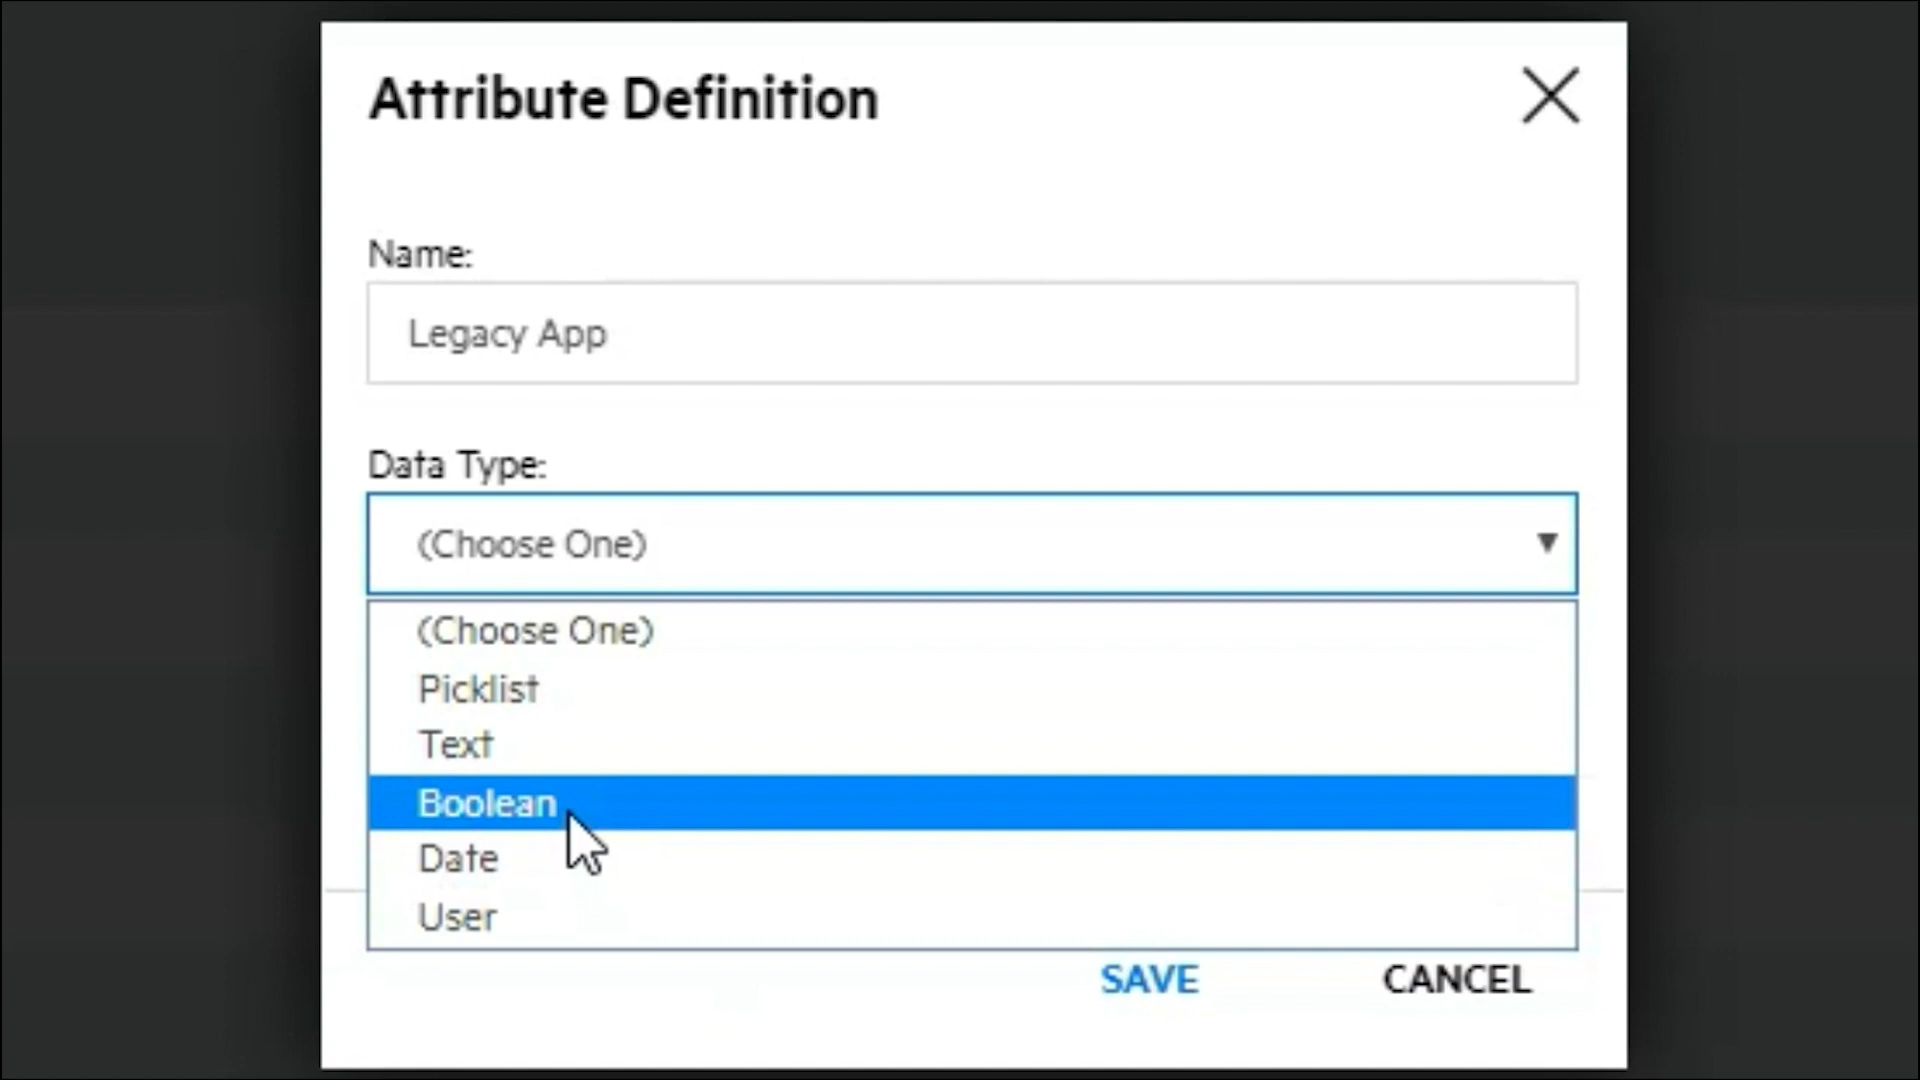 Attribute Definition
Name:
Legacy App
Data Type:
(Choose One)
(Choose One)
Picklist
Text
Boolean
Date
User
SAVE CANCEL